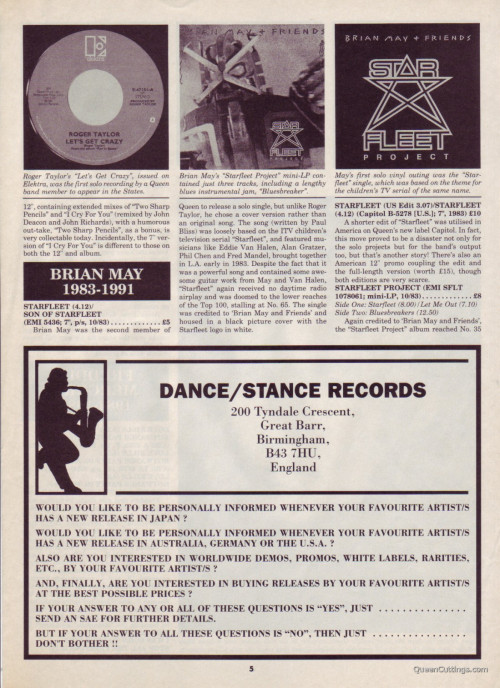 ROGER TAYLOR
LET'S GET CRAZY
BRIAN MAY + FRIENDS
STAR
FLEET
PROJECT
BRIAN MAY + FRIENDS
STAR
FLEET
PROJECT
Roger Taylor's "Let's Get Crazy", issued on
Elektra, was the first solo recording by a Queen
band member to appear in the States.
12", containing extended mixes of "Two Sharp
Pencils" and "I Cry For You" (remixed by John
Deacon and John Richards), with a humorous
out-take, "Two Sharp Pencils", as a bonus, is
very collectable today. Incidentally, the 7" ver-
sion of "I Cry For You" is different to those on
both the 12" and album.
BRIAN MAY
1983-1991
STARFLEET (4.12)/
SON OF STARFLEET
(EMI 5436; 7", p/s, 10/83) . . . . . . . . . . . . £5
Brian May was the second member of
Brian May's "Starfleet Project" mini-LP con-
tained just three tracks, including a lengthy
blues instrumental jam, "Bluesbreaker".
Queen to release a solo single, but unlike Roger
Taylor, he chose a cover version rather than
an original song. The song (written by Paul
Bliss) was loosely based on the ITV children's
television serial "Starfleet", and featured mu-
sicians like Eddie Van Halen, Alan Gratzer,
Phil Chen and Fred Mandel, brought together
in L.A. early in 1983. Despite the fact that it
was a powerful song and contained some awe-
some guitar work from May and Van Halen,
"Starfleet" again received no daytime radio
airplay and was doomed to the lower reaches
of the Top 100, stalling at No. 65. The single
was credited to 'Brian May and Friends' and
housed in a black picture cover with the
Starfleet logo in white.
May's first solo vinyl outing was the "Star-
fleet" single, which was based on the theme for
the children's TV serial of the same name.
STARFLEET (US Edit 3.07)/STARFLEET
(4.12) (Capitol B-5278 [U.S.]; 7", 1983) £10
A shorter edit of "Starfleet" was utilised in
America on Queen's new label Capitol. In fact,
this move proved to be a disaster not only for
the solo projects but for the band's output
too, but that's another story! There's also an
American 12" promo coupling the edit and
the full-length version (worth £15), though
both editions are very scarce.
STARFLEET PROJECT (EMI SFLT
1078061; mini-LP, 10/83) . . . . . . . . . . . . . £8
Side One: Starfleet (8.00) / Let Me Out (7.10)
Side Two: Bluesbreakers (12.50)
Again credited to 'Brian May and Friends',
the "Starfleet Project" album reached No. 35
DANCE/STANCE RECORDS
200 Tyndale Crescent,
Great Barr,
Birmingham,
B43 7HU,
England
WOULD YOU LIKE TO BE PERSONALLY INFORMED WHENEVER YOUR FAVOURITE ARTIST/S
HAS A NEW RELEASE IN JAPAN ?
WOULD YOU LIKE TO BE PERSONALLY INFORMED WHENEVER YOUR FAVOURITE ARTIST/S
HAS A NEW RELEASE IN AUSTRALIA, GERMANY OR THE U.S.A. ?
ALSO ARE YOU INTERESTED IN WORLDWIDE DEMOS, PROMOS, WHITE LABELS, RARITIES,
ETC., BY YOUR FAVOURITE ARTIST/S ?
AND, FINALLY, ARE YOU INTERESTED IN BUYING RELEASES BY YOUR FAVOURITE ARTIST/S
AT THE BEST POSSIBLE PRICES ?
IF YOUR ANSWER TO ANY OR ALL OF THESE QUESTIONS IS "YES", JUST . . . . . . . . . . . . . .
SEND AN SAE FOR FURTHER DETAILS.
BUT IF YOUR ANSWER TO ALL THESE QUESTIONS IS "NO", THEN JUST . . . . . . . . . . . . . . .
DON'T BOTHER !!
5
QueenCuttings.com